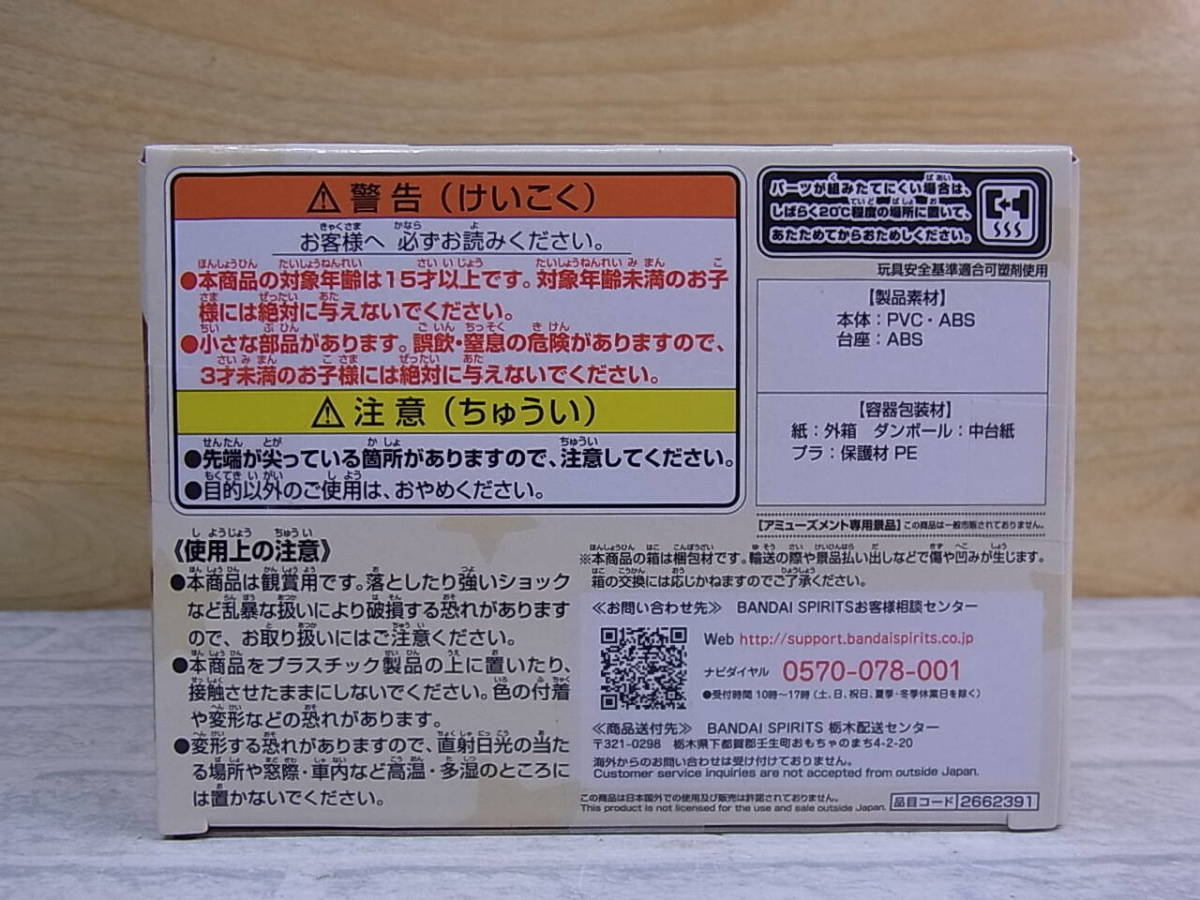 ⚠警告(けいこく)
お客様へ 必ずお読みください。
●本商品の対象年齢は15才以上です。対象年齢未満のお子
様には絶対に与えないでください。
●小さな部品があります。誤飲・窒息の危険がありますので、
3才未満のお子様には絶対に与えないでください。
⚠注意(ちゅうい)
●先端が尖っている箇所がありますので、注意してください。
●目的以外のご使用は、おやめください。
《使用上の注意》
●本商品は観賞用です。落としたり強いショック
など乱暴な扱いにより破損する恐れがあります
ので、お取り扱いにはご注意ください。
●本商品をプラスチック製品の上に置いたり、
接触させたままにしないでください。色の付着
や変形などの恐れがあります。
●変形する恐れがありますので、直射日光の当た
る場所や窓際・車内など高温・多湿のところに
は置かないでください。
パーツが組みたてにくい場合は、
しばらく20℃程度の場所に置いて、
あたためてからおためしください。
玩具安全基準適合可塑剤使用
【製品素材】
本体:PVC・ABS
台座:ABS
【容器包装材】
紙:外箱 ダンボール:中台紙
プラ:保護材 PE
【アミューズメント専用景品】この商品は一般市販されておりません。
※本商品の箱は梱包材です。輸送の際や景品払い出しなどで傷や凹みが生じます。
箱の交換には応じかねますのでご了承ください。
≪お問い合わせ先≫ BANDAI SPIRITSお客様相談センター
Web http://support.bandaispirits.co.jp
ナビダイヤル 0570-078-001
●受付時間 10時〜17時(土、日、祝日、夏季・冬季休業日を除く)
≪商品送付先≫ BANDAI SPIRITS 栃木配送センター
〒321-0298 栃木県下都賀郡壬生町おもちゃのまち4-2-20
海外からのお問い合わせは受け付けておりません。
Customer service inquiries are not accepted from outside Japan.
この商品は日本国外での使用及び販売は許諾されておりません。
This product is not licensed for the use and sale outside Japan.
品目コード 2662391